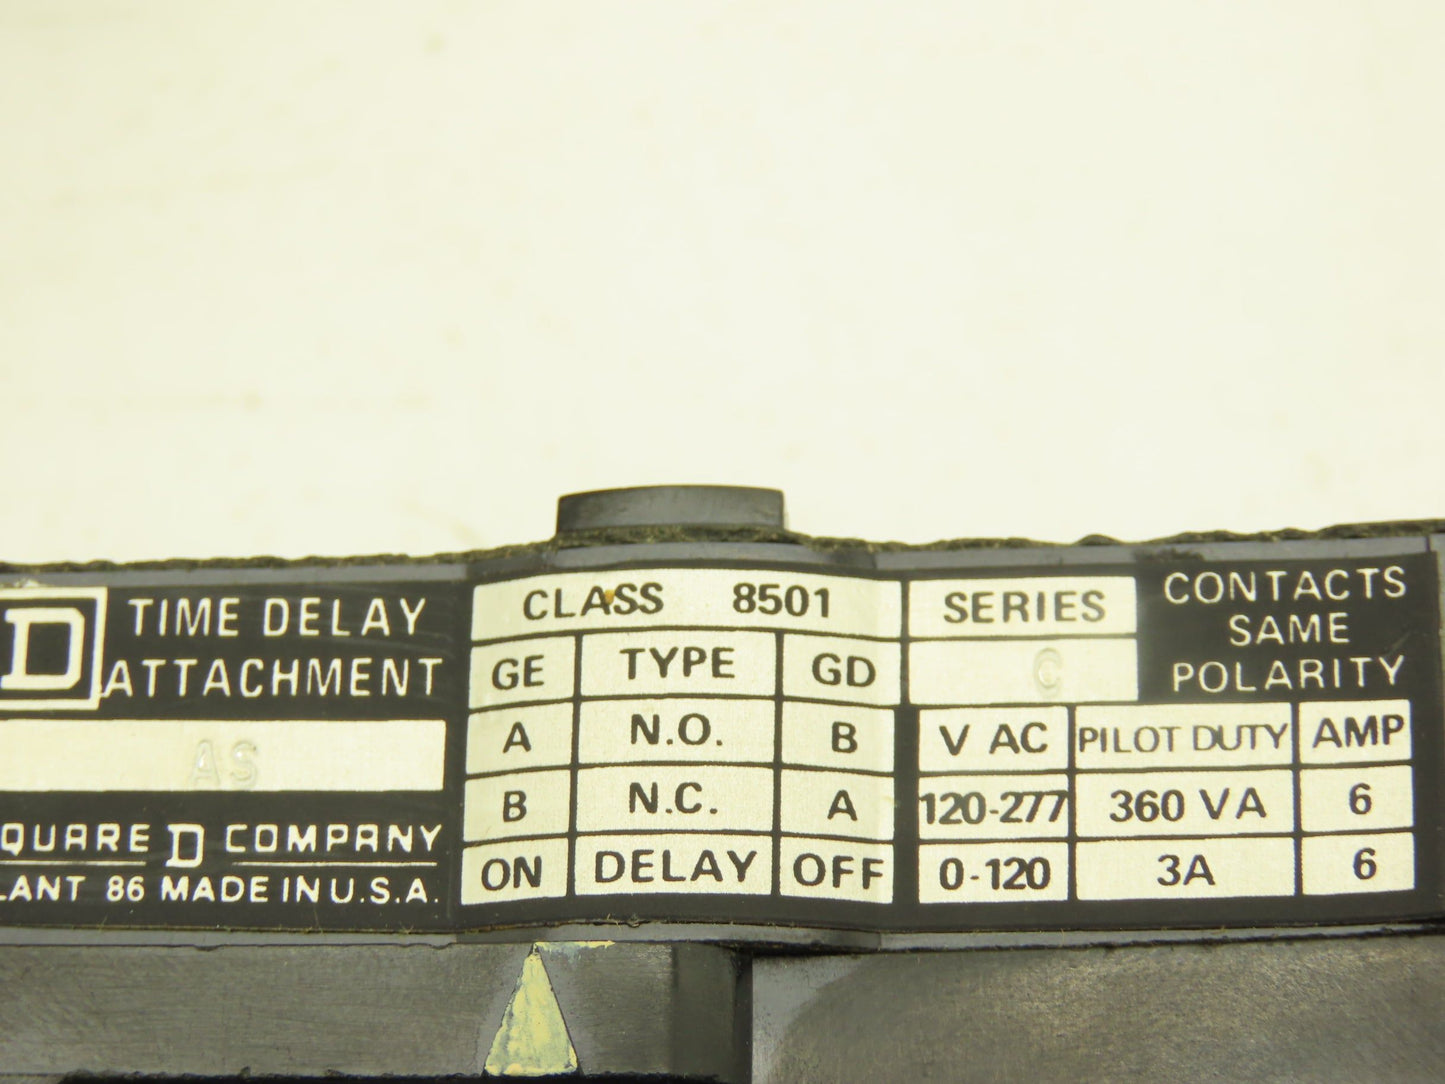 D TIME DELAY
ATTACHMENT
AS
QUARE D COMPANY
LANT 86 MADE IN U.S.A.
CLASS 8501
GE TYPE GD
A N.O. B
B N.C. A
ON DELAY OFF
SERIES
C
CONTACTS
SAME
POLARITY
V AC PILOT DUTY AMP
120-277 360 VA 6
0-120 3A 6